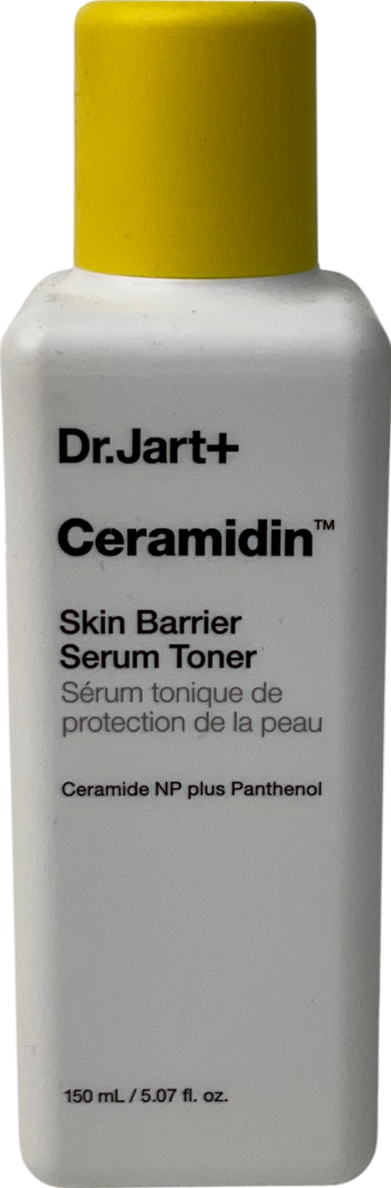 Dr.Jart+
Ceramidin™
Skin Barrier
Serum Toner
Sérum tonique de
protection de la peau
Ceramide NP plus Panthenol
150 mL / 5.07 fl. oz.